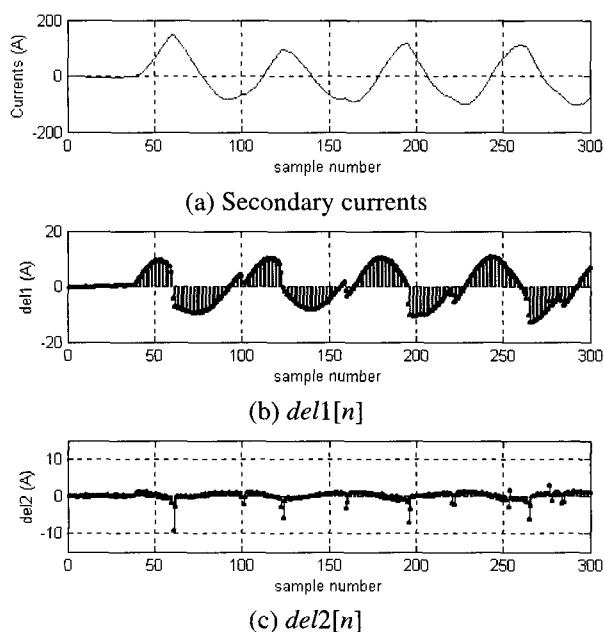 200
0
-200
Currents (A)
0 50 100 150 200 250 300
sample number
(a) Secondary currents
20
0
-20
del1 (A)
0 50 100 150 200 250 300
sample number
(b) del1[n]
10
0
-10
del2 (A)
0 50 100 150 200 250 300
sample number
(c) del2[n]